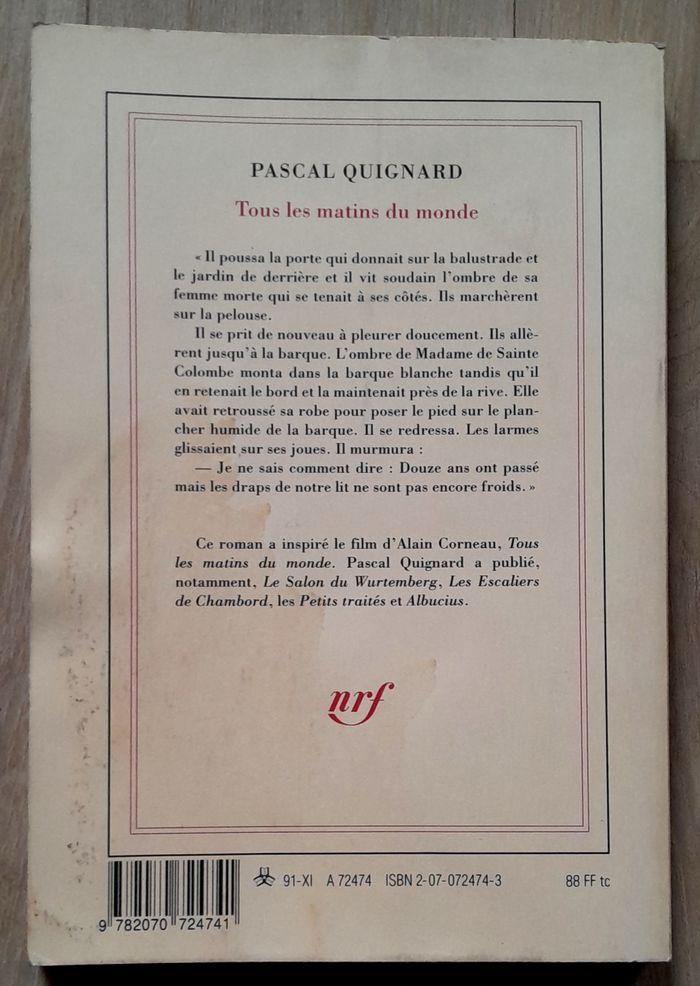 PASCAL QUIGNARD
Tous les matins du monde
« Il poussa la porte qui donnait sur la balustrade et
le jardin de derrière et il vit soudain l'ombre de sa
femme morte qui se tenait à ses côtés. Ils marchèrent
sur la pelouse.
Il se prit de nouveau à pleurer doucement. Ils allè-
rent jusqu'à la barque. L'ombre de Madame de Sainte
Colombe monta dans la barque blanche tandis qu'il
en retenait le bord et la maintenait près de la rive. Elle
avait retroussé sa robe pour poser le pied sur le plan-
cher humide de la barque. Il se redressa. Les larmes
glissaient sur ses joues. Il murmura :
— Je ne sais comment dire : Douze ans ont passé
mais les draps de notre lit ne sont pas encore froids. »
Ce roman a inspiré le film d'Alain Corneau, Tous
les matins du monde. Pascal Quignard a publié,
notamment, Le Salon du Wurtemberg, Les Escaliers
de Chambord, les Petits traités et Albucius.
nrf
91-XI A 72474 ISBN 2-07-072474-3 88 FF tc
9 782070 724741